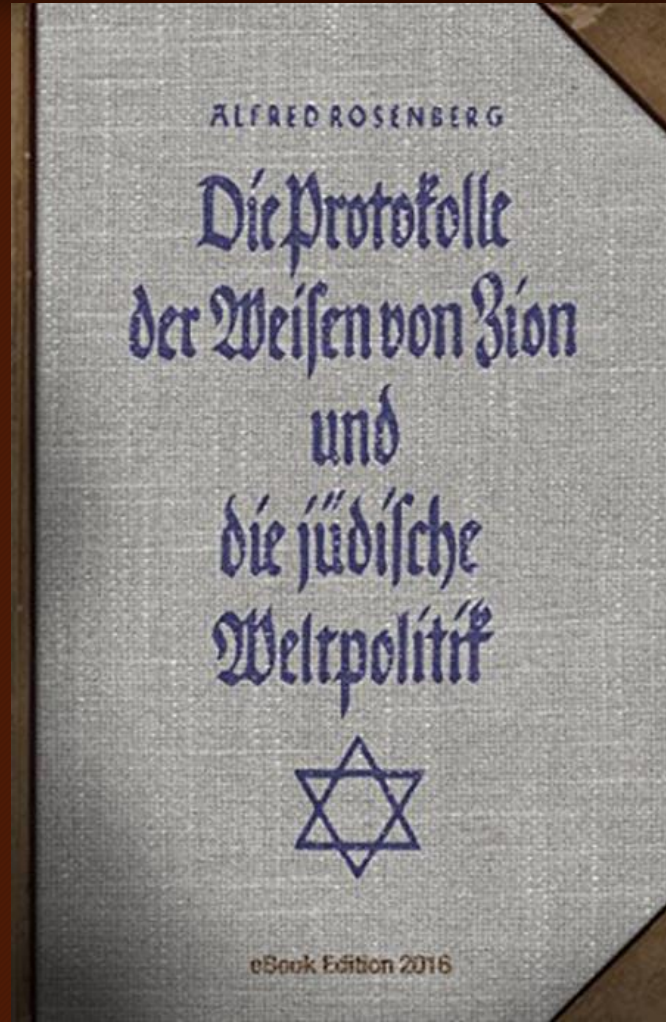 ALFRED ROSENBERG
Die Protokolle
der Weisen von Zion
und
die jüdische
Weltpolitik
eBook Edition 2016